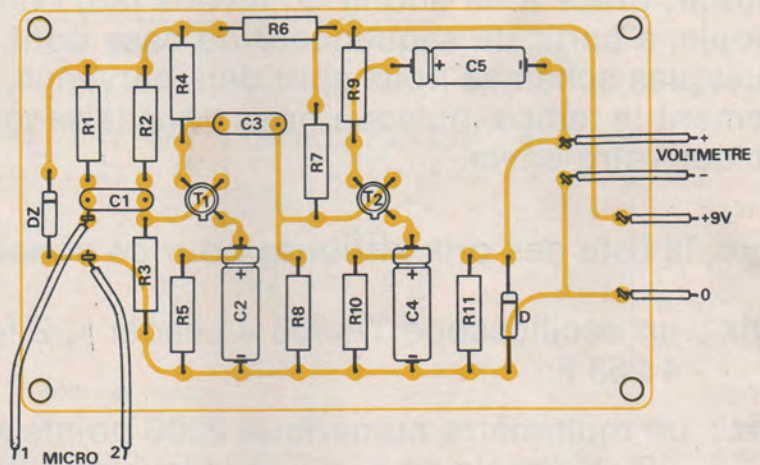 R6
R4
R9
+ C5
R1
R2
C3
R7
+
VOLTMETRE
−
T1
T2
DZ
C1
+9V
R3
+
+
R5
C2
R8
R10
C4
R11
D
0
−
−
1
2
MICRO